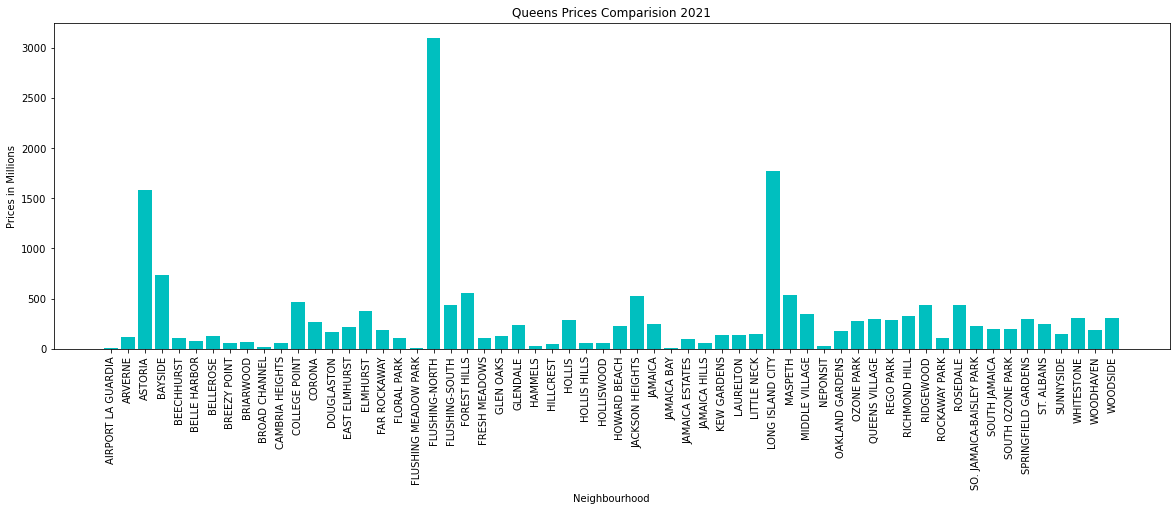 Queens Prices Comparision 2021
Prices in Millions
3000
2500
2000
1500
1000
500
0
AIRPORT LA GUARDIA
ARVERNE
ASTORIA
BAYSIDE
BEECHHURST
BELLE HARBOR
BELLEROSE
BREEZY POINT
BRIARWOOD
BROAD CHANNEL
CAMBRIA HEIGHTS
COLLEGE POINT
CORONA
DOUGLASTON
EAST ELMHURST
ELMHURST
FAR ROCKAWAY
FLORAL PARK
FLUSHING MEADOW PARK
FLUSHING-NORTH
FLUSHING-SOUTH
FOREST HILLS
FRESH MEADOWS
GLEN OAKS
GLENDALE
HAMMELS
HILLCREST
HOLLIS
HOLLIS HILLS
HOLLISWOOD
HOWARD BEACH
JACKSON HEIGHTS
JAMAICA
JAMAICA BAY
JAMAICA ESTATES
JAMAICA HILLS
KEW GARDENS
LAURELTON
LITTLE NECK
LONG ISLAND CITY
MASPETH
MIDDLE VILLAGE
NEPONSIT
OAKLAND GARDENS
OZONE PARK
QUEENS VILLAGE
REGO PARK
RICHMOND HILL
RIDGEWOOD
ROCKAWAY PARK
ROSEDALE
SO. JAMAICA-BAISLEY PARK
SOUTH JAMAICA
SOUTH OZONE PARK
SPRINGFIELD GARDENS
ST. ALBANS
SUNNYSIDE
WHITESTONE
WOODHAVEN
WOODSIDE
Neighbourhood